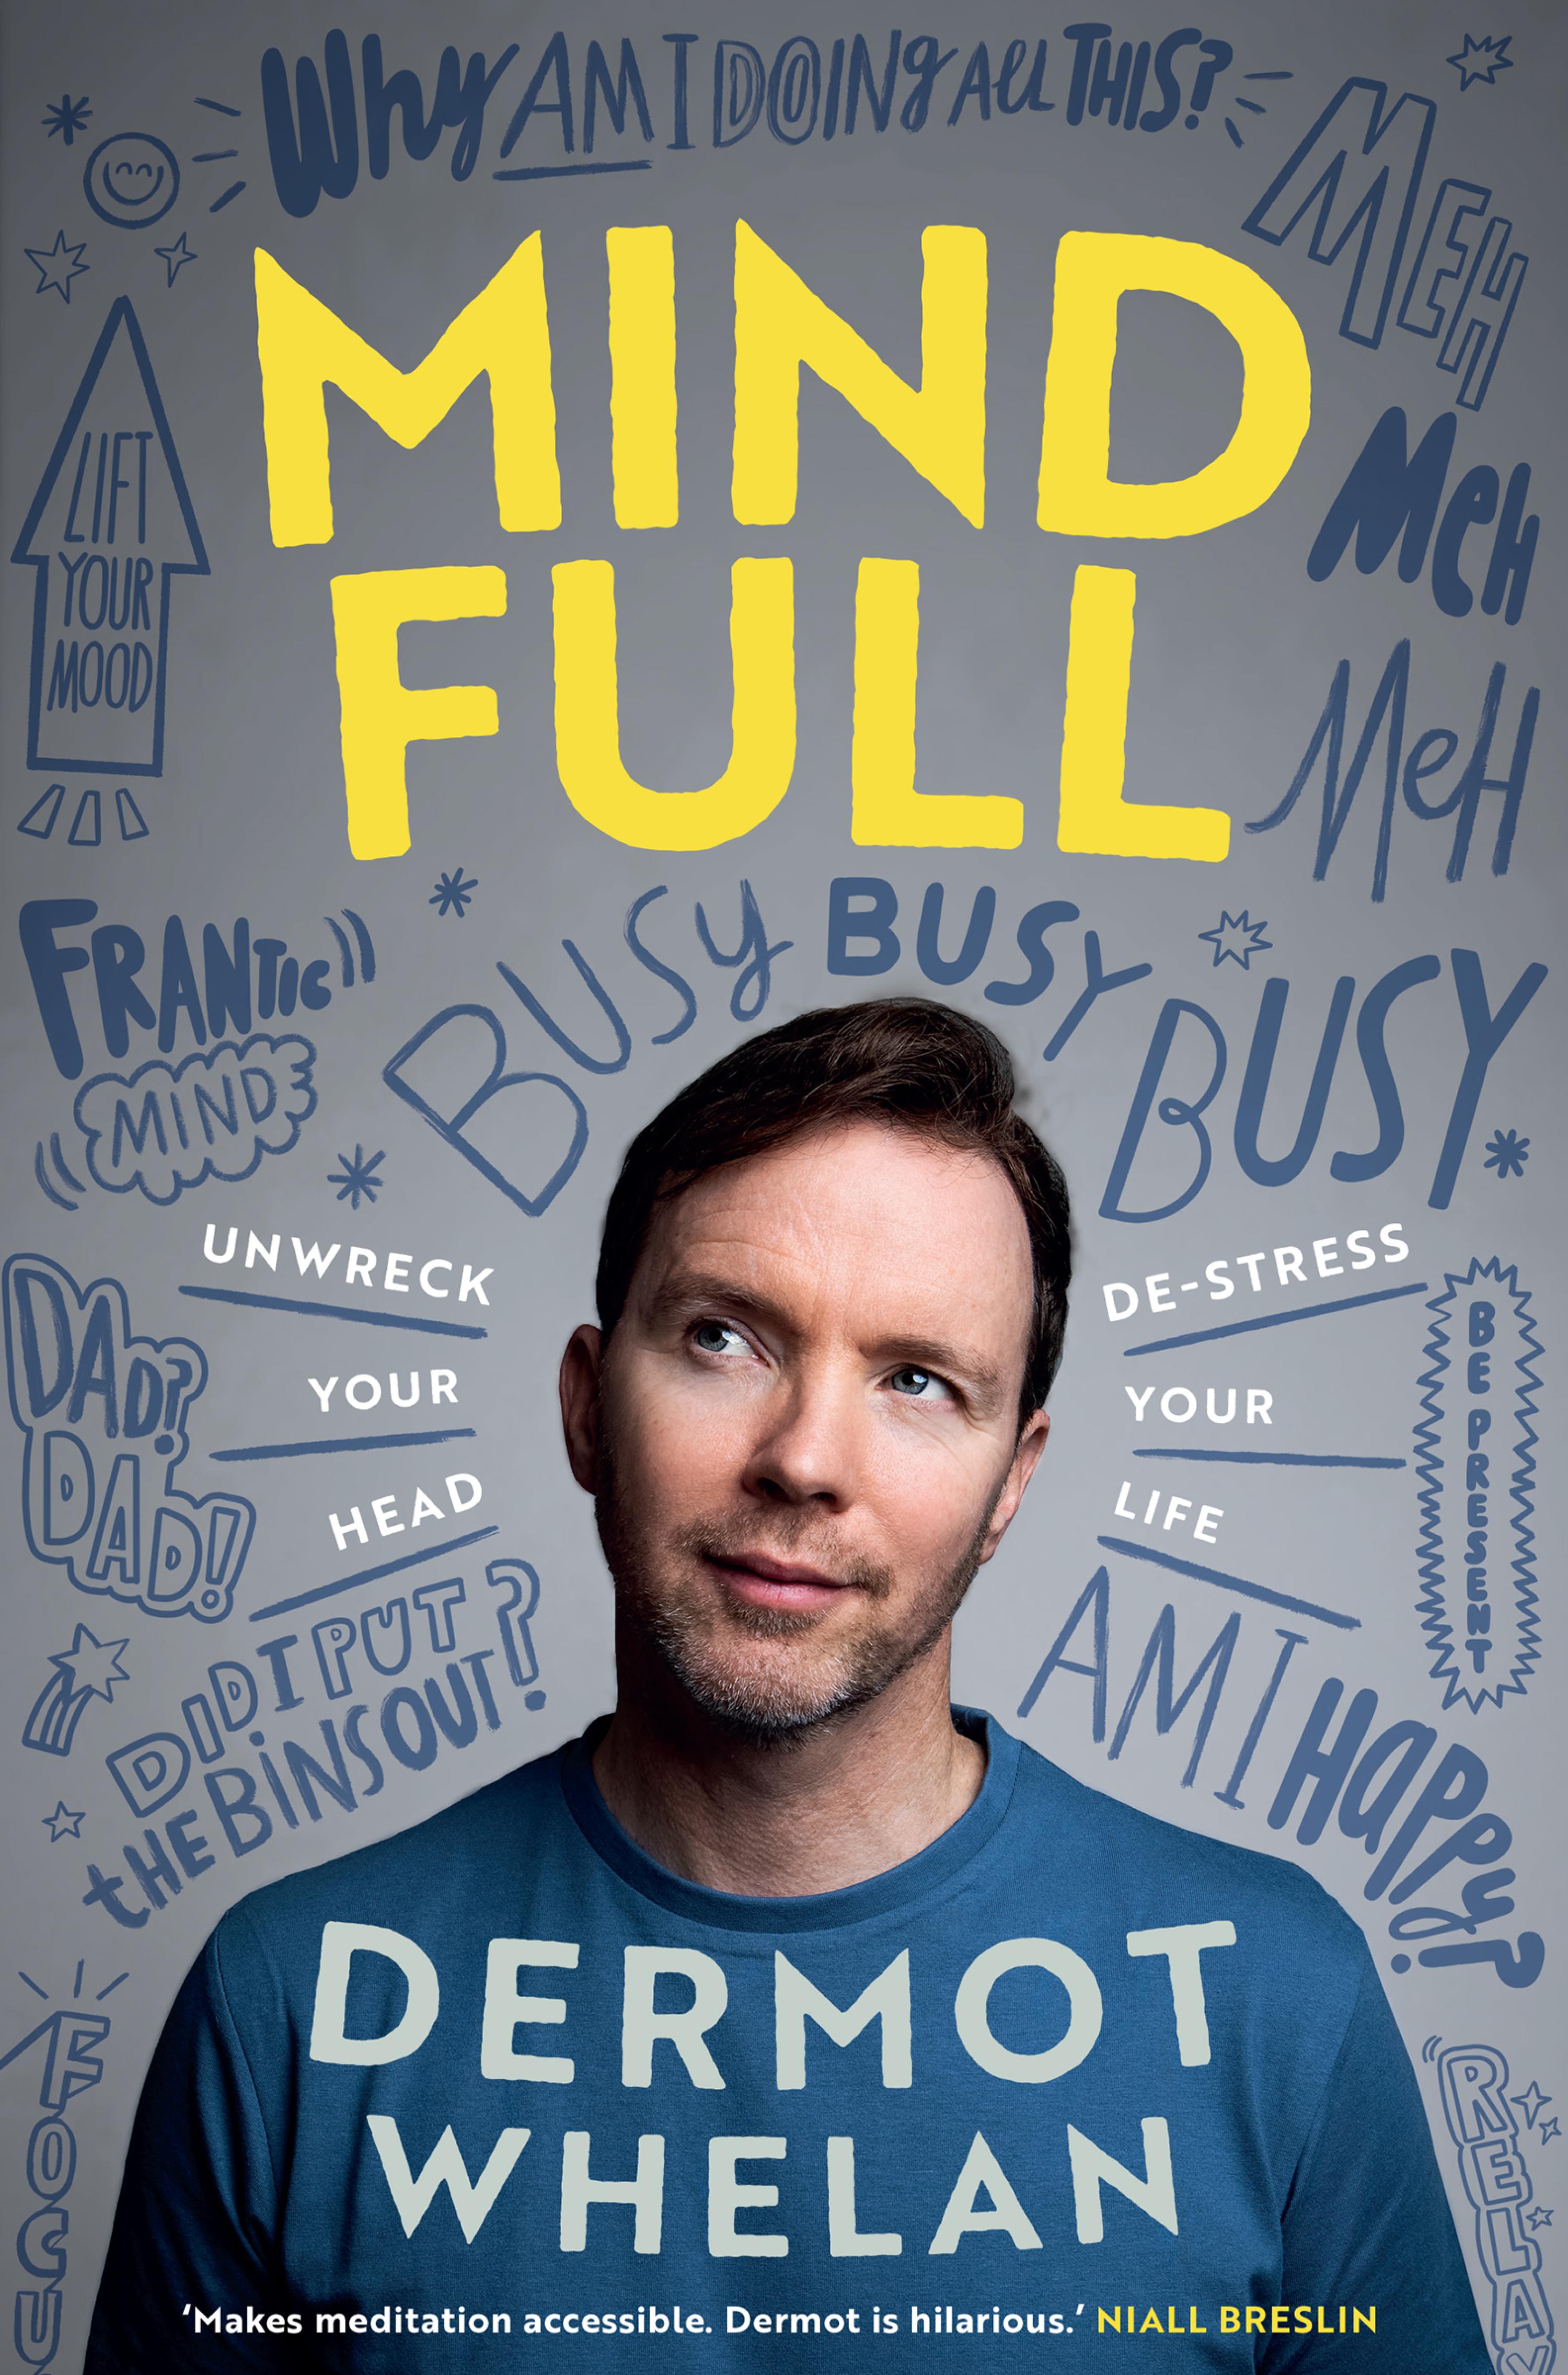 Why AM I DOING All THIS?
MEH
MIND
FULL
LIFT
YOUR
MOOD
MeH
MeH
FRANTIC
MIND
BUSY BUSY BUSY
UNWRECK
YOUR
HEAD
DE-STRESS
YOUR
LIFE
BE PRESENT
DAD?
DAD!
DID I PUT
tHE BiNS OUT?
AM I HAPPy?
DERMOT
WHELAN
FOCU
RELAX
‘Makes meditation accessible. Dermot is hilarious.’ NIALL BRESLIN